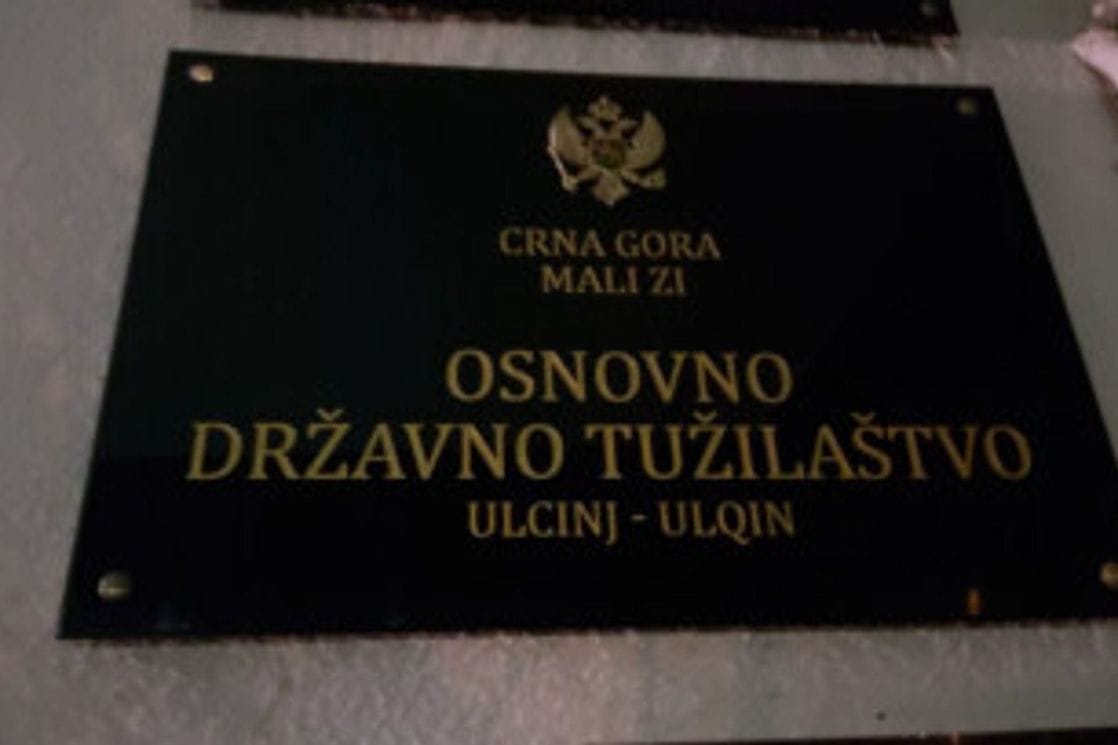 CRNA GORA
MALI ZI
OSNOVNO
DRŽAVNO TUŽILAŠTVO
ULCINJ - ULQIN